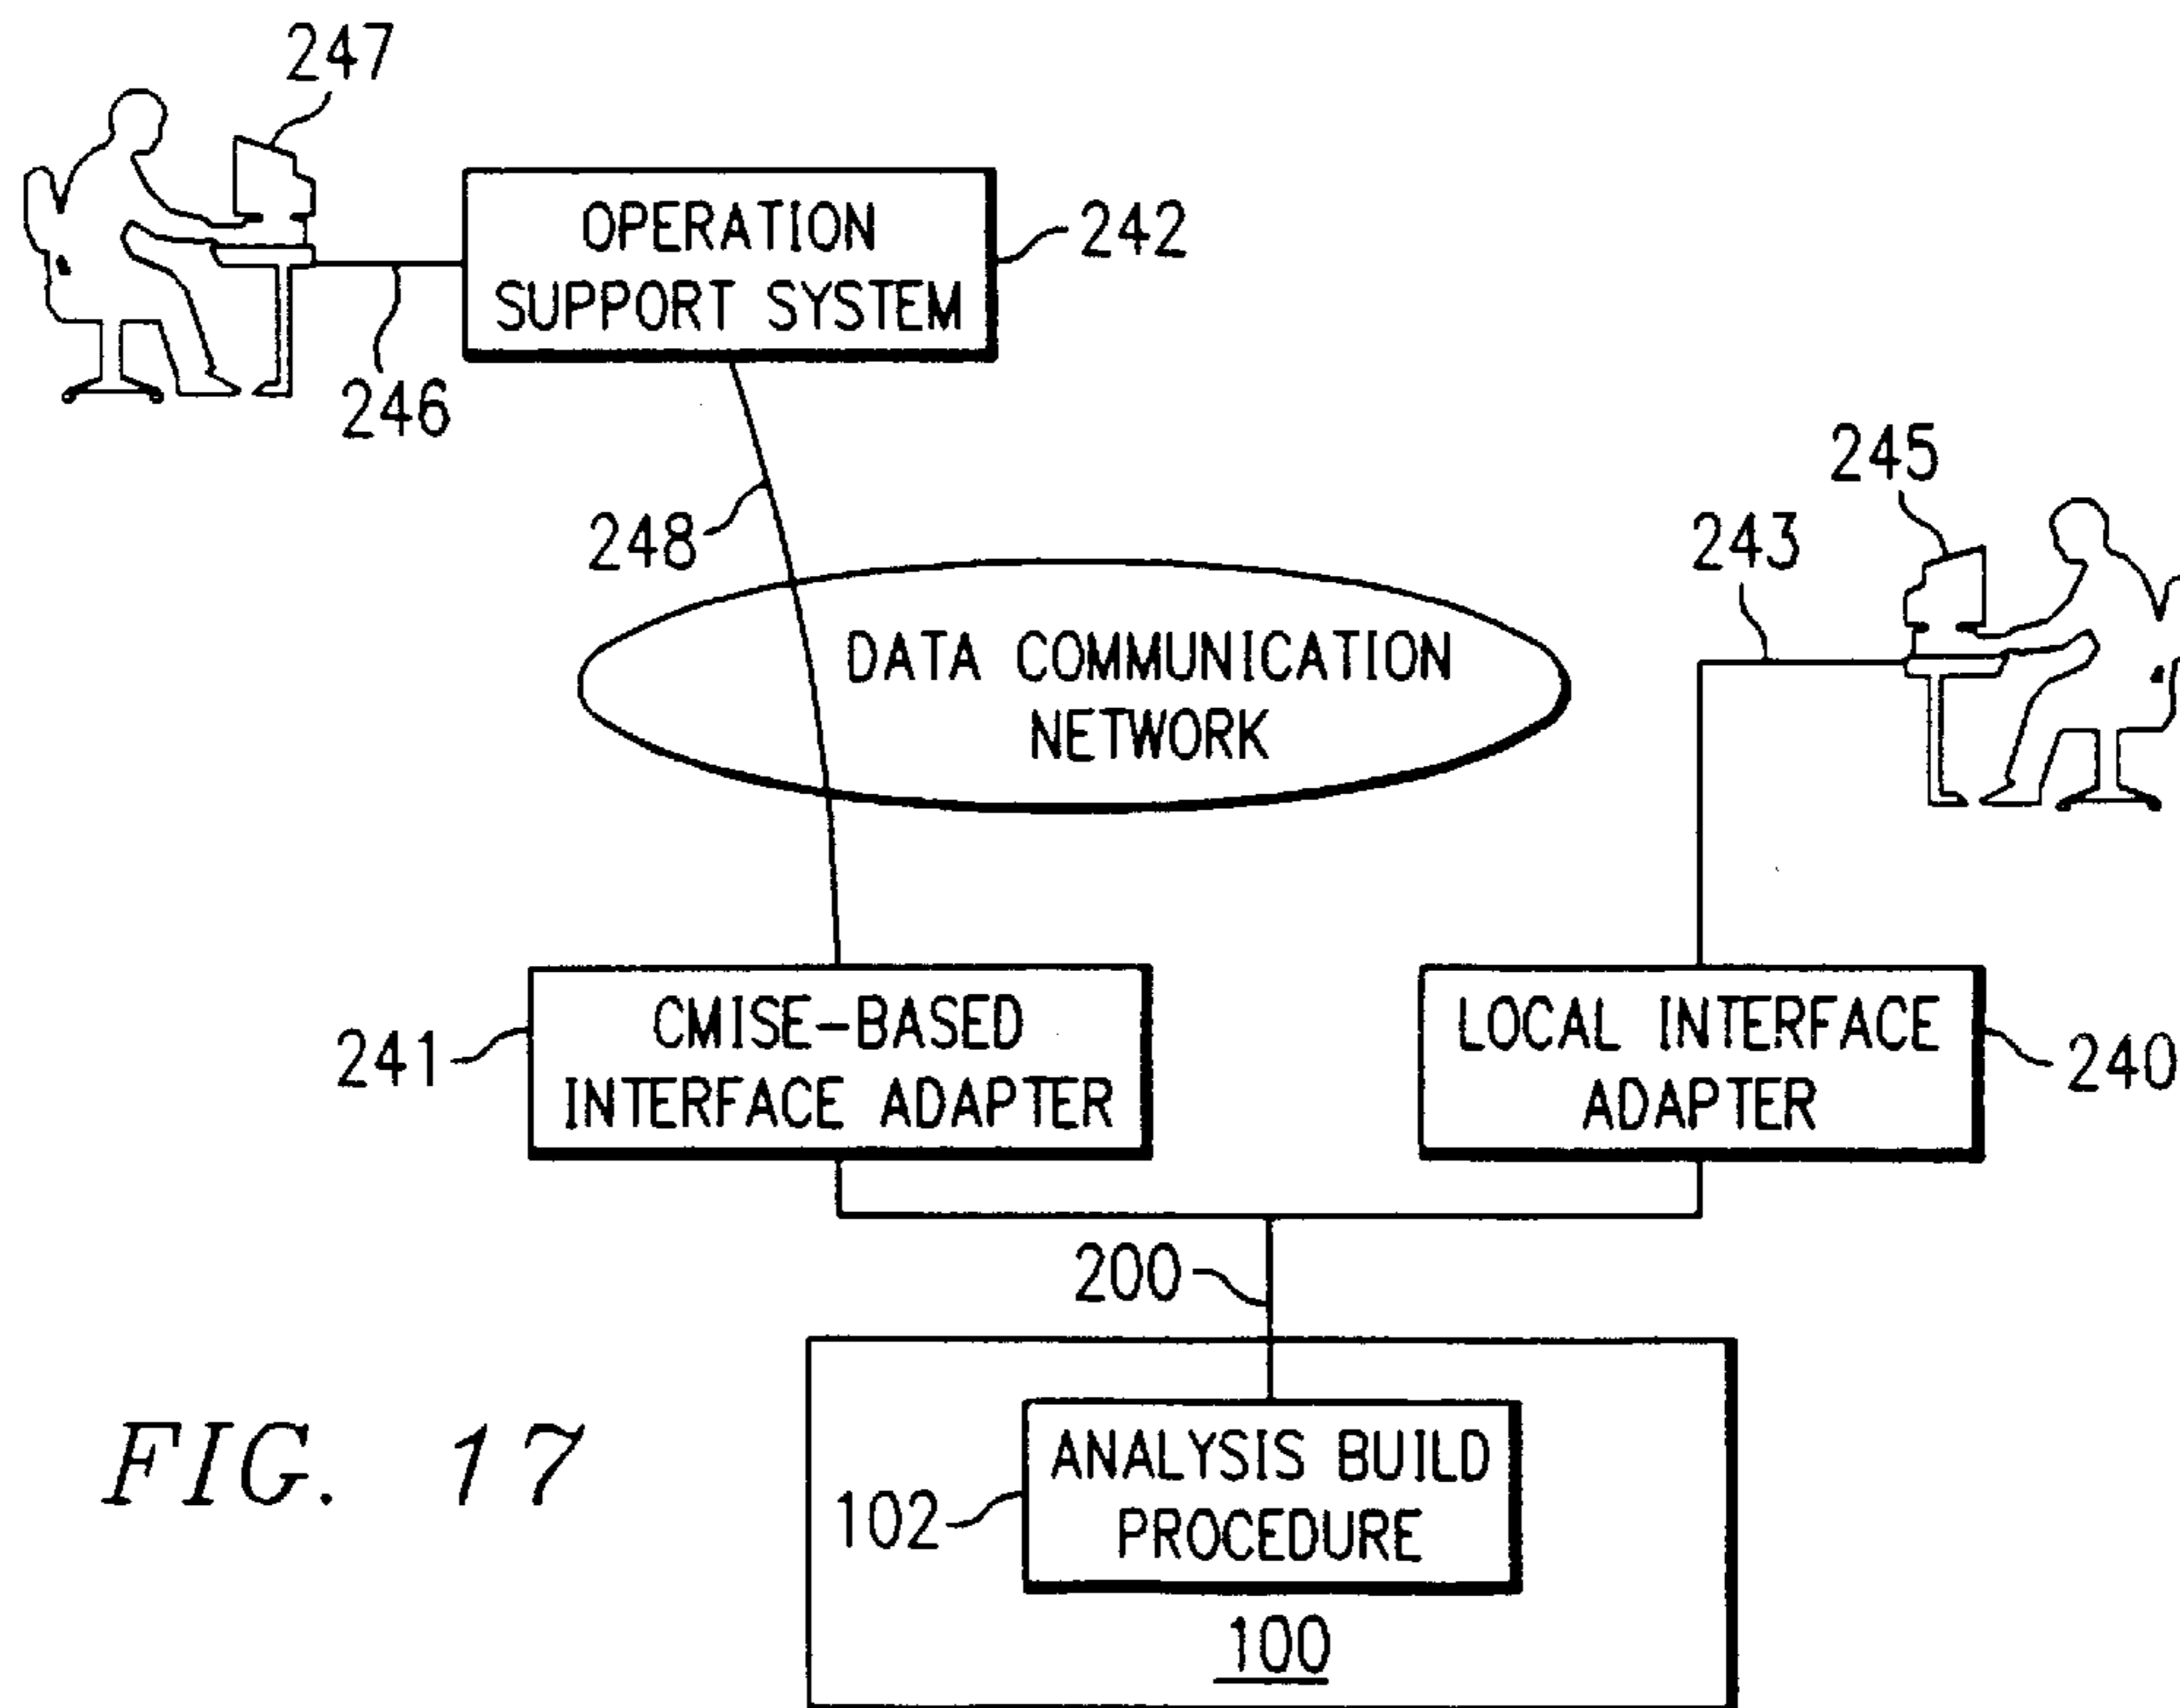 247
OPERATION
SUPPORT SYSTEM
242
246
248
245
243
DATA COMMUNICATION
NETWORK
241
CMISE-BASED
INTERFACE ADAPTER
LOCAL INTERFACE
ADAPTER
240
200
FIG. 17
102
ANALYSIS BUILD
PROCEDURE
100